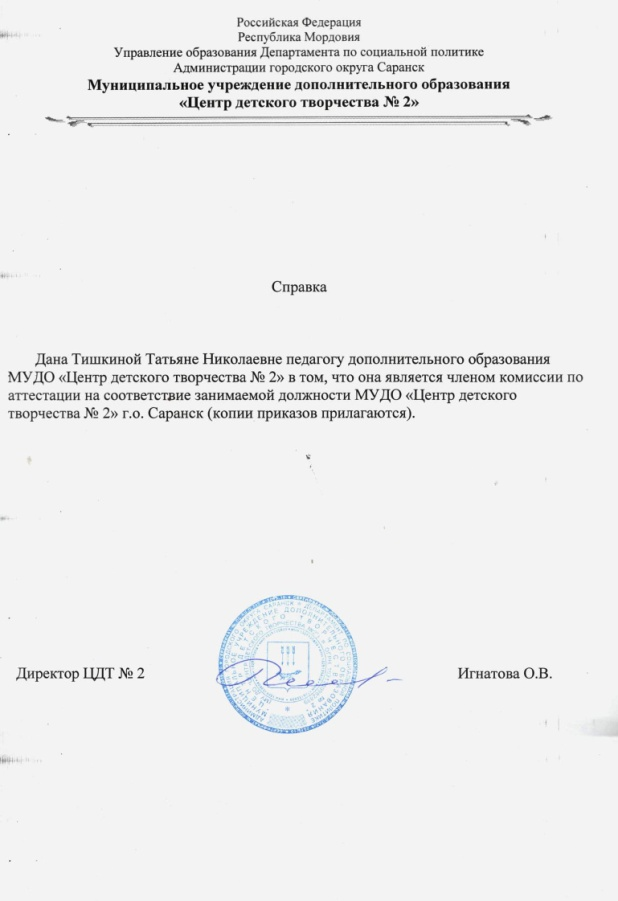 Российская Федерация
Республика Мордовия
Управление образования Департамента по социальной политике
Администрации городского округа Саранск
Муниципальное учреждение дополнительного образования
«Центр детского творчества № 2»
Справка
Дана Тишкиной Татьяне Николаевне педагогу дополнительного образования
МУДО «Центр детского творчества № 2» в том, что она является членом комиссии по
аттестации на соответствие занимаемой должности МУДО «Центр детского
творчества № 2» г.о. Саранск (копии приказов прилагаются).
Директор ЦДТ № 2
Игнатова О.В.